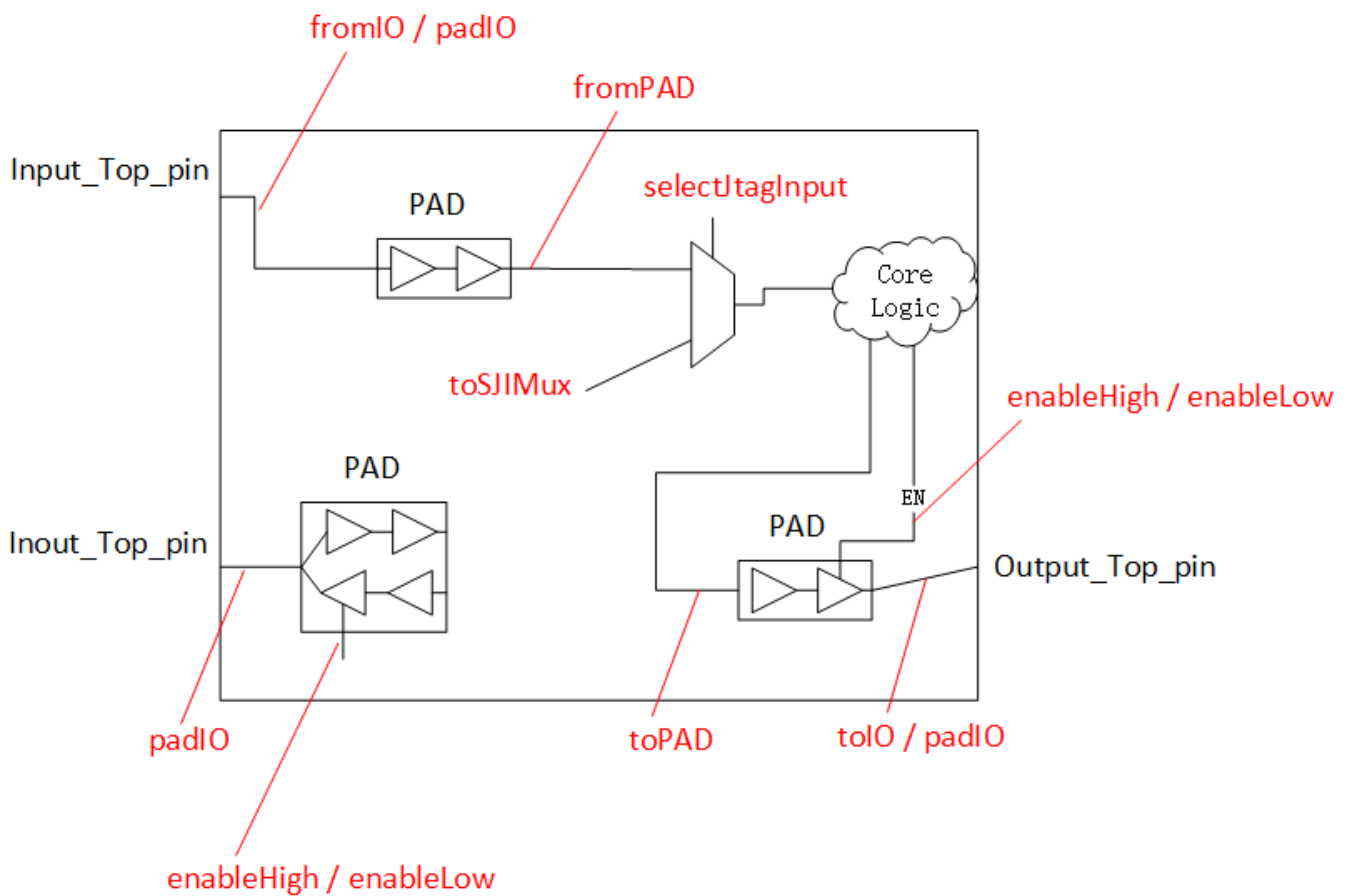 fromIO / padIO
fromPAD
Input_Top_pin
selectJtagInput
PAD
Core
Logic
toSJIMux
enableHigh / enableLow
PAD
EN
PAD
Inout_Top_pin
Output_Top_pin
padIO
toPAD
toIO / padIO
enableHigh / enableLow